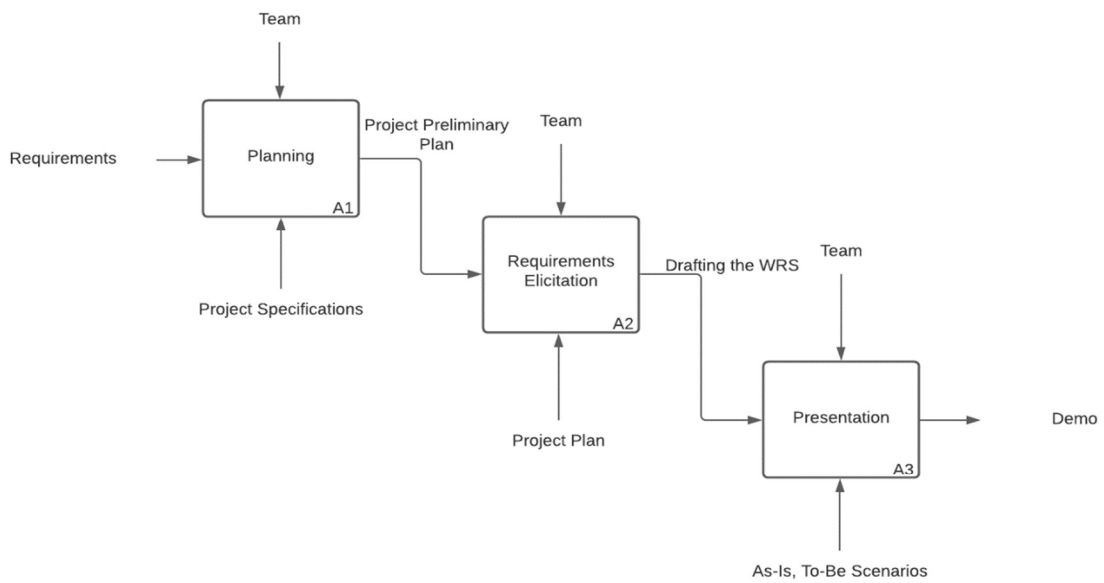 Team
Requirements
Planning
A1
Project Specifications
Project Preliminary
Plan
Team
Requirements
Elicitation
A2
Project Plan
Drafting the WRS
Team
Presentation
A3
As-Is, To-Be Scenarios
Demo